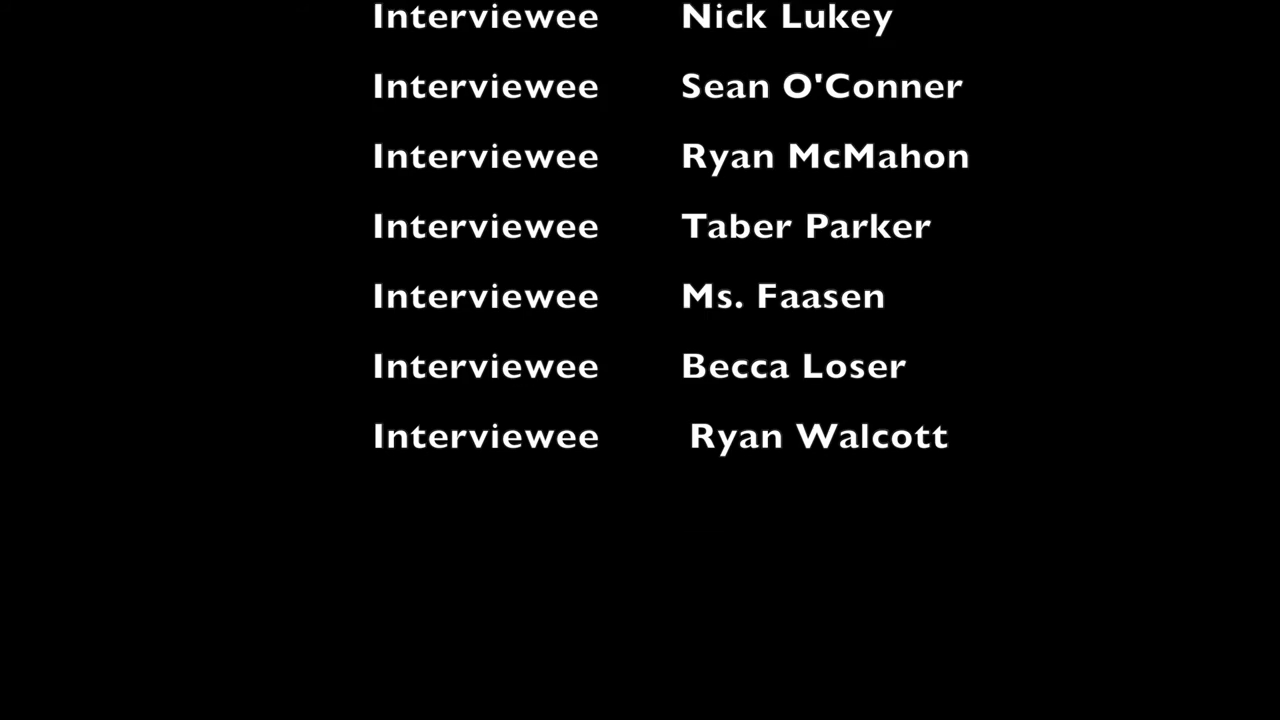 Interviewee Nick Lukey
Interviewee Sean O'Conner
Interviewee Ryan McMahon
Interviewee Taber Parker
Interviewee Ms. Faasen
Interviewee Becca Loser
Interviewee Ryan Walcott